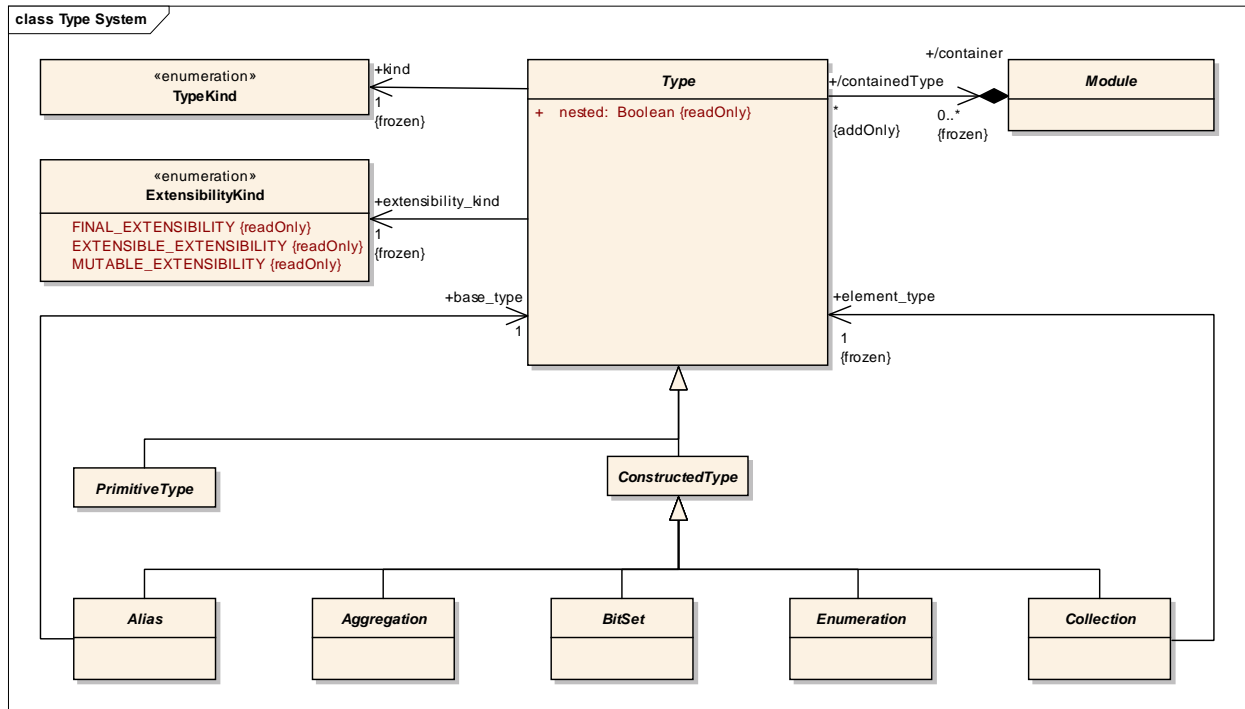 class Type System
«enumeration»
TypeKind
+kind
1
{frozen}
Type
+ nested: Boolean {readOnly}
+/containedType
*
{addOnly}
+/container
0..*
{frozen}
Module
«enumeration»
ExtensibilityKind
FINAL_EXTENSIBILITY {readOnly}
EXTENSIBLE_EXTENSIBILITY {readOnly}
MUTABLE_EXTENSIBILITY {readOnly}
+extensibility_kind
1
{frozen}
+base_type
1
+element_type
1
{frozen}
PrimitiveType
ConstructedType
Alias
Aggregation
BitSet
Enumeration
Collection